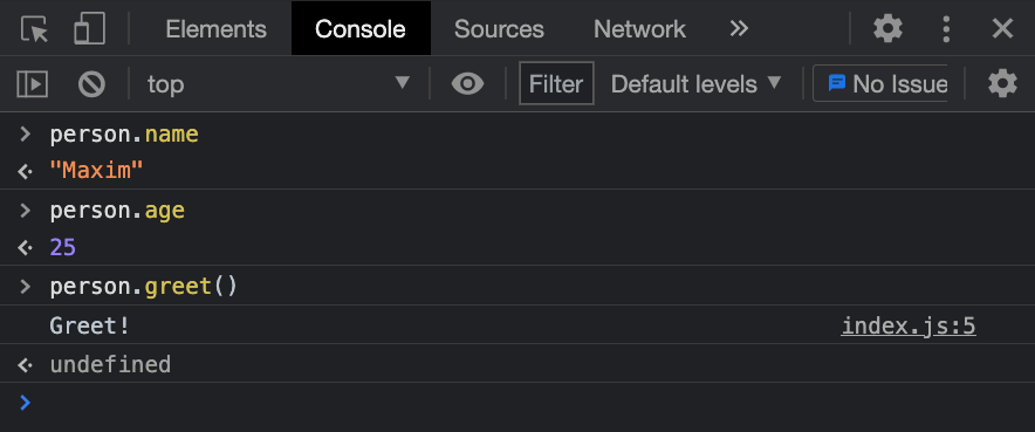 Elements Console Sources Network
top Filter Default levels No Issue
person.name
"Maxim"
person.age
25
person.greet()
Greet! index.js:5
undefined